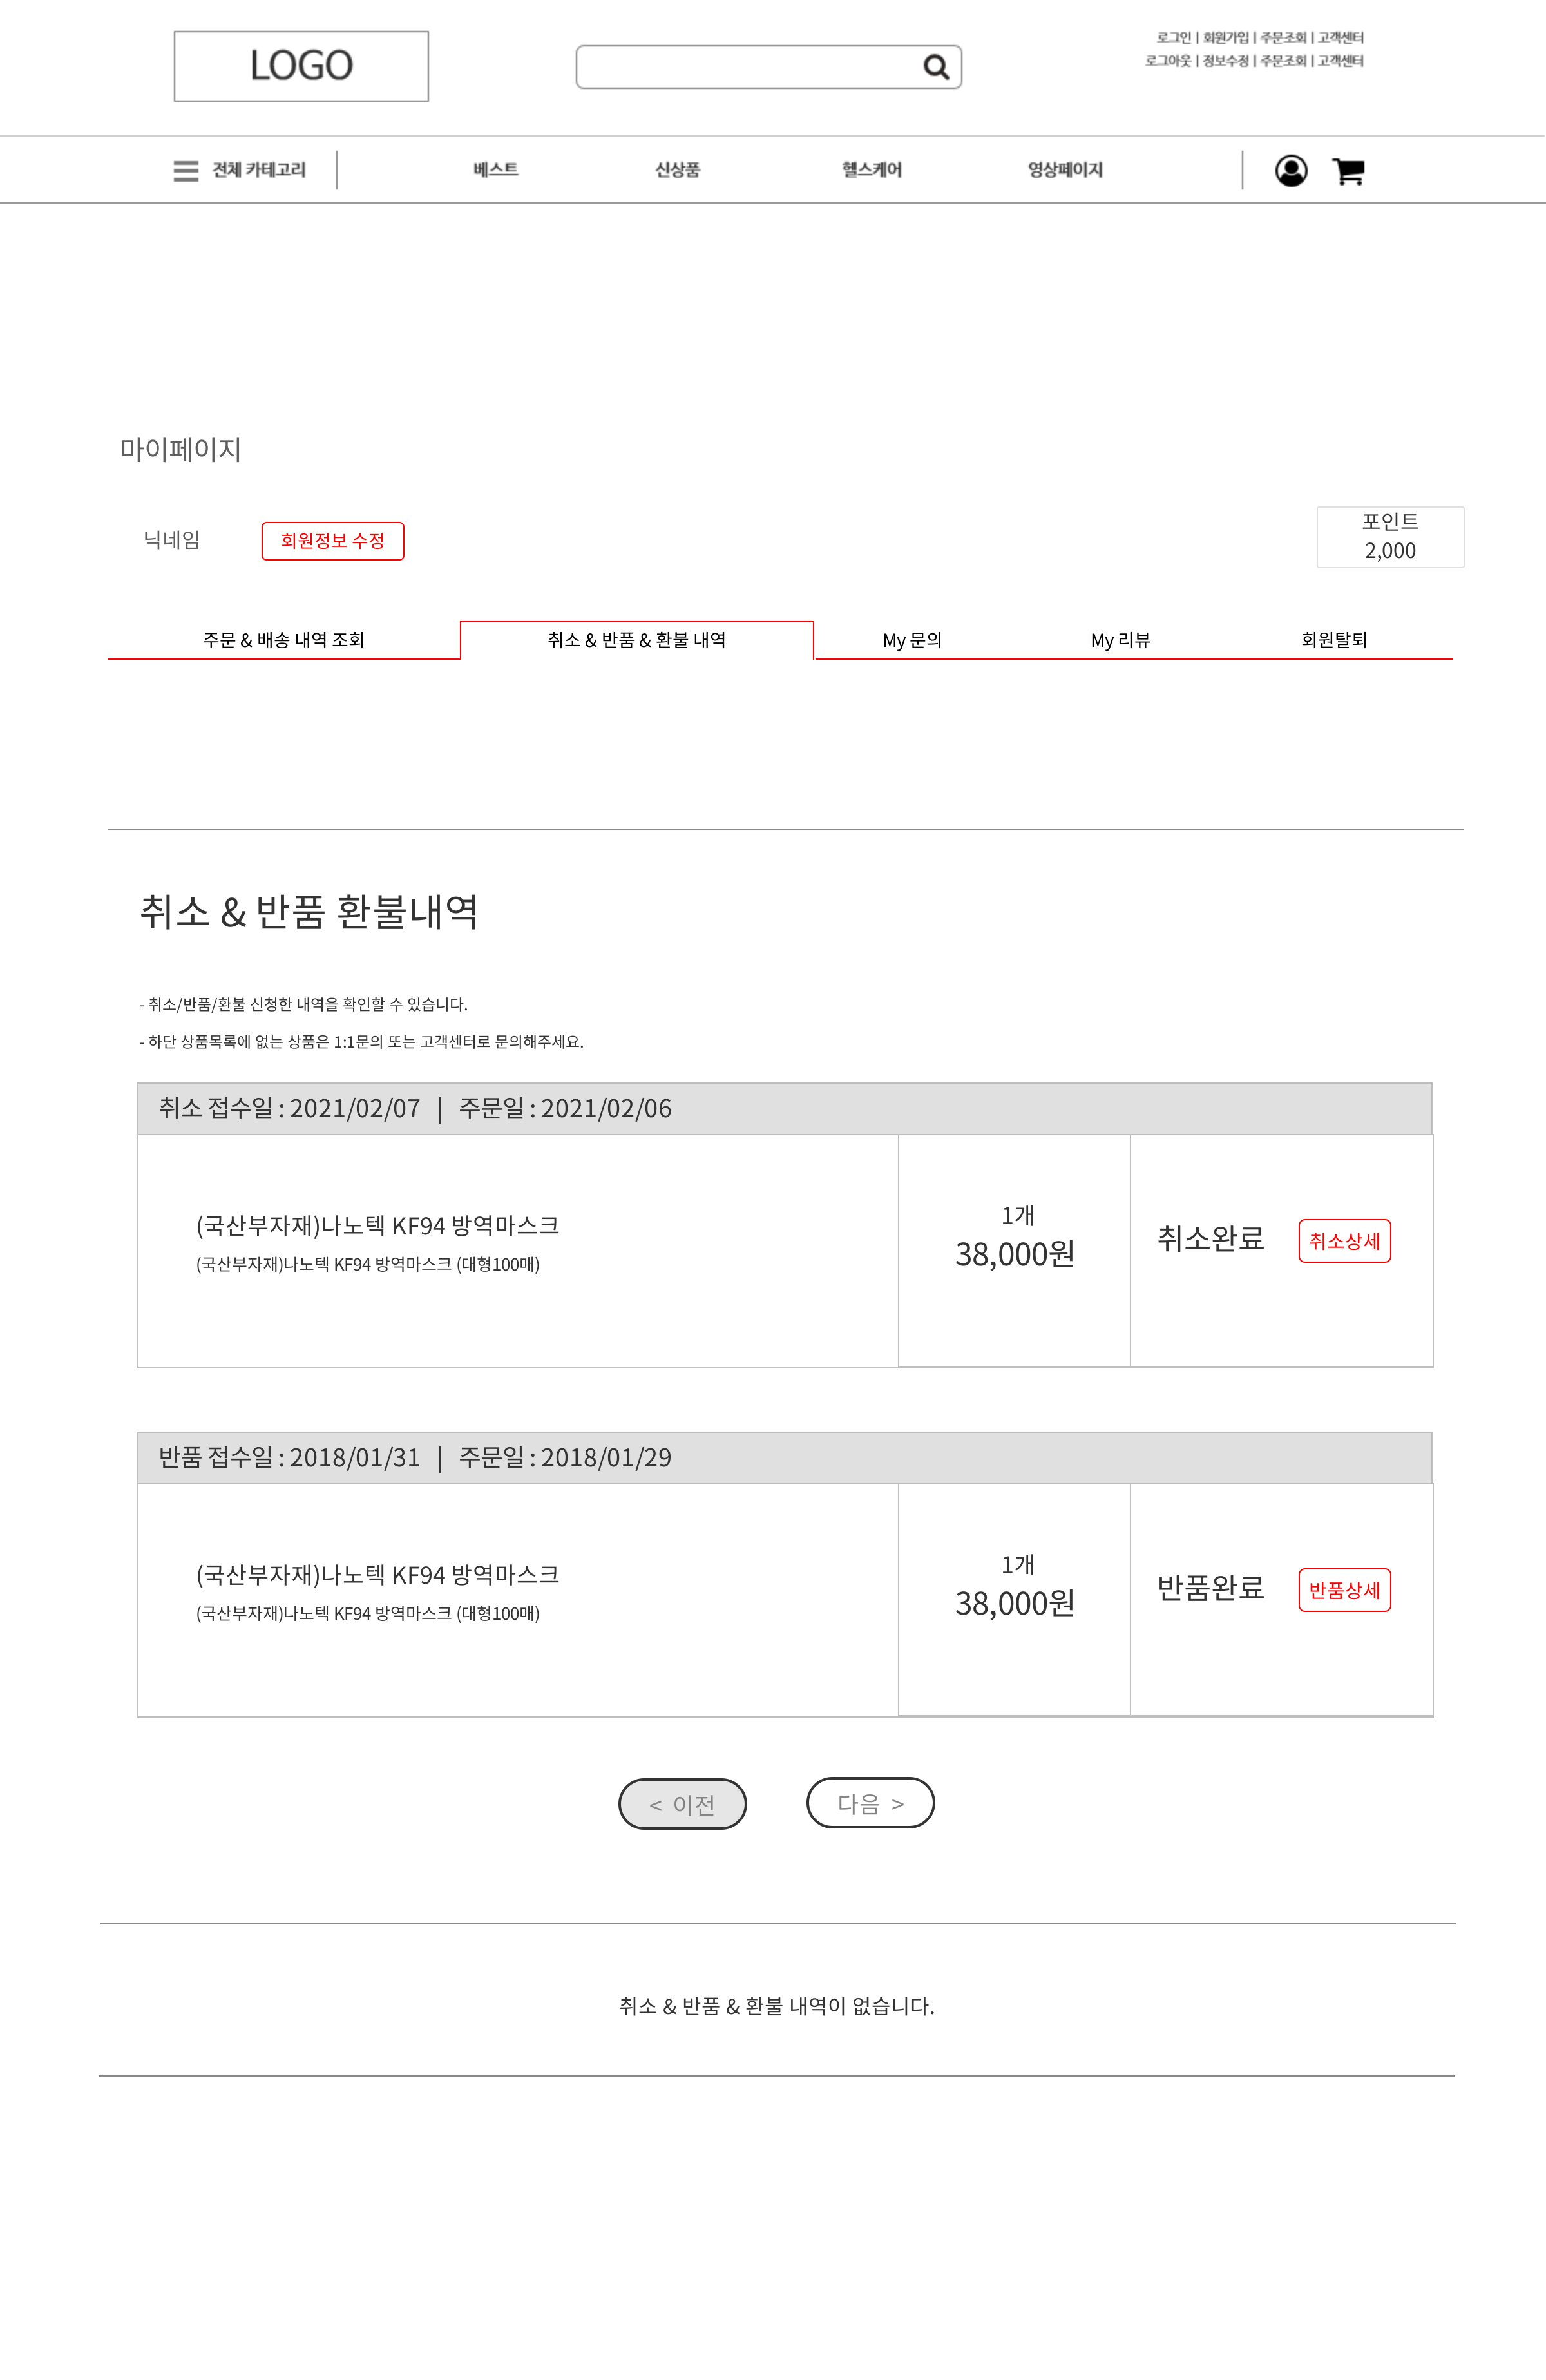 LOGO
로그인 | 회원가입 | 주문조회 | 고객센터
로그아웃 | 정보수정 | 주문조회 | 고객센터
전체 카테고리 베스트 신상품 헬스케어 영상페이지
마이페이지
닉네임 회원정보 수정
포인트
2,000
주문 & 배송 내역 조회 취소 & 반품 & 환불 내역 My 문의 My 리뷰 회원탈퇴
취소 & 반품 환불내역
- 취소/반품/환불 신청한 내역을 확인할 수 있습니다.
- 하단 상품목록에 없는 상품은 1:1문의 또는 고객센터로 문의해주세요.
취소 접수일 : 2021/02/07 | 주문일 : 2021/02/06
(국산부자재)나노텍 KF94 방역마스크
(국산부자재)나노텍 KF94 방역마스크 (대형100매)
1개
38,000원
취소완료 취소상세
반품 접수일 : 2018/01/31 | 주문일 : 2018/01/29
(국산부자재)나노텍 KF94 방역마스크
(국산부자재)나노텍 KF94 방역마스크 (대형100매)
1개
38,000원
반품완료 반품상세
< 이전 다음 >
취소 & 반품 & 환불 내역이 없습니다.